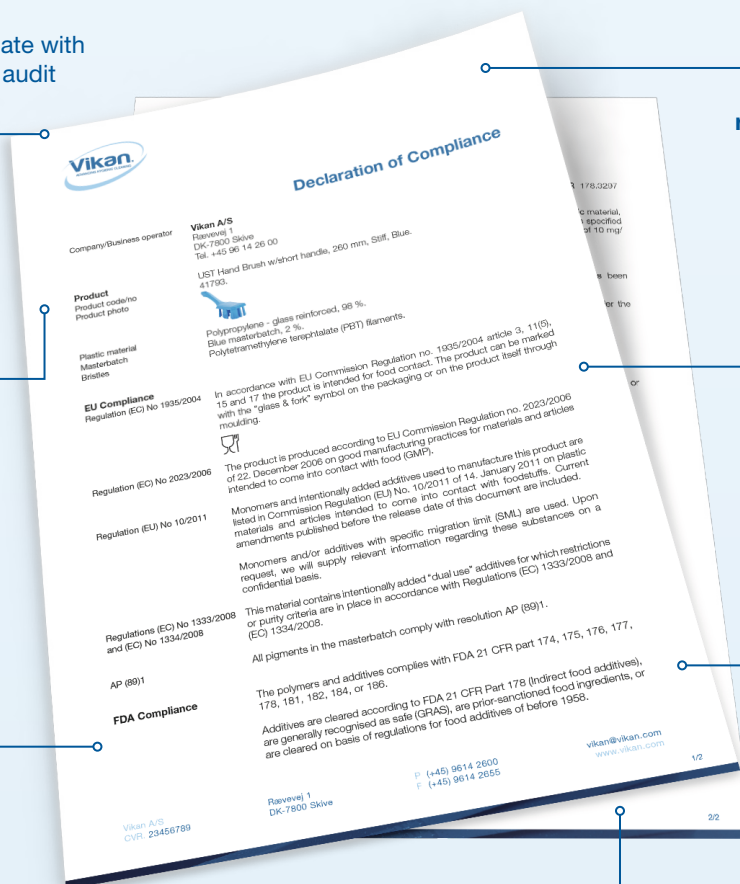 ate with
audit
Vikan
Declaration of Compliance
Company/Business operator
Vikan A/S
Rævevej 1
DK-7800 Skive
Tel. +45 96 14 26 00
UST Hand Brush w/short handle, 260 mm, Stiff, Blue.
41793.
Product
Product code/no
Product photo
Plastic material
Masterbatch
Bristles
Polypropylene - glass reinforced, 98 %.
Blue masterbatch, 2 %.
Polytetramethylene terephtalate (PBT) filaments.
EU Compliance
Regulation (EC) No 1935/2004
In accordance with EU Commission Regulation no. 1935/2004 article 3, 11(5),
15 and 17 the product is intended for food contact. The product can be marked
with the "glass & fork" symbol on the packaging or on the product itself through
moulding.
Regulation (EC) No 2023/2006
The product is produced according to EU Commission Regulation no. 2023/2006
of 22. December 2006 on good manufacturing practices for materials and articles
intended to come into contact with food (GMP).
Regulation (EU) No 10/2011
Monomers and intentionally added additives used to manufacture this product are
listed in Commission Regulation (EU) No. 10/2011 of 14. January 2011 on plastic
materials and articles intended to come into contact with foodstuffs. Current
amendments published before the release date of this document are included.
Monomers and/or additives with specific migration limit (SML) are used. Upon
request, we will supply relevant information regarding these substances on a
confidential basis.
Regulations (EC) No 1333/2008
and (EC) No 1334/2008
This material contains intentionally added "dual use" additives for which restrictions
or purity criteria are in place in accordance with Regulations (EC) 1333/2008 and
(EC) 1334/2008.
AP (89)1
All pigments in the masterbatch comply with resolution AP (89)1.
FDA Compliance
The polymers and additives complies with FDA 21 CFR part 174, 175, 176, 177,
178, 181, 182, 184, or 186.
Additives are cleared according to FDA 21 CFR Part 178 (Indirect food additives),
are generally recognised as safe (GRAS), are prior-sanctioned food ingredients, or
are cleared on basis of regulations for food additives of before 1958.
Vikan A/S
CVR. 23456789
Rævevej 1
DK-7800 Skive
P (+45) 9614 2600
F (+45) 9614 2655
vikan@vikan.com
www.vikan.com
1/2
178.3297
material,
specified
of 10 mg/
been
the
or
2/2